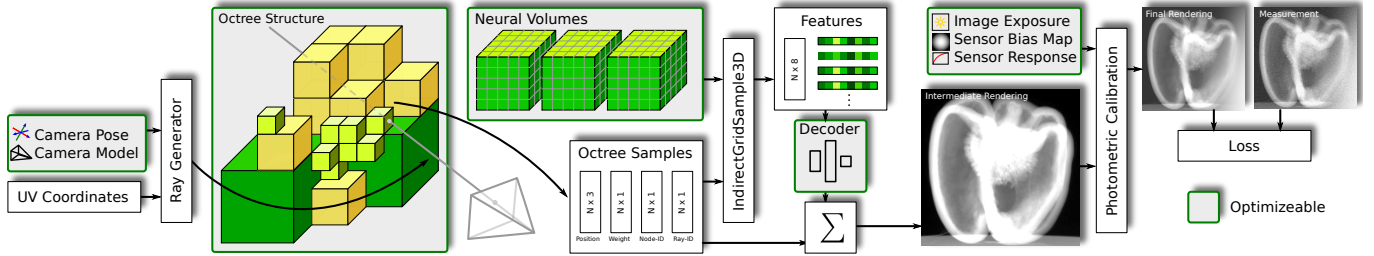 Camera Pose
Camera Model
UV Coordinates
Ray Generator
Octree Structure
Neural Volumes
Octree Samples
N x 3
N x 1
N x 1
N x 1
Position
Weight
Node-ID
Ray-ID
IndirectGridSample3D
Features
N x 8
...
Decoder
Σ
Image Exposure
Sensor Bias Map
Sensor Response
Intermediate Rendering
Photometric Calibration
Final Rendering
Measurement
Loss
Optimizeable